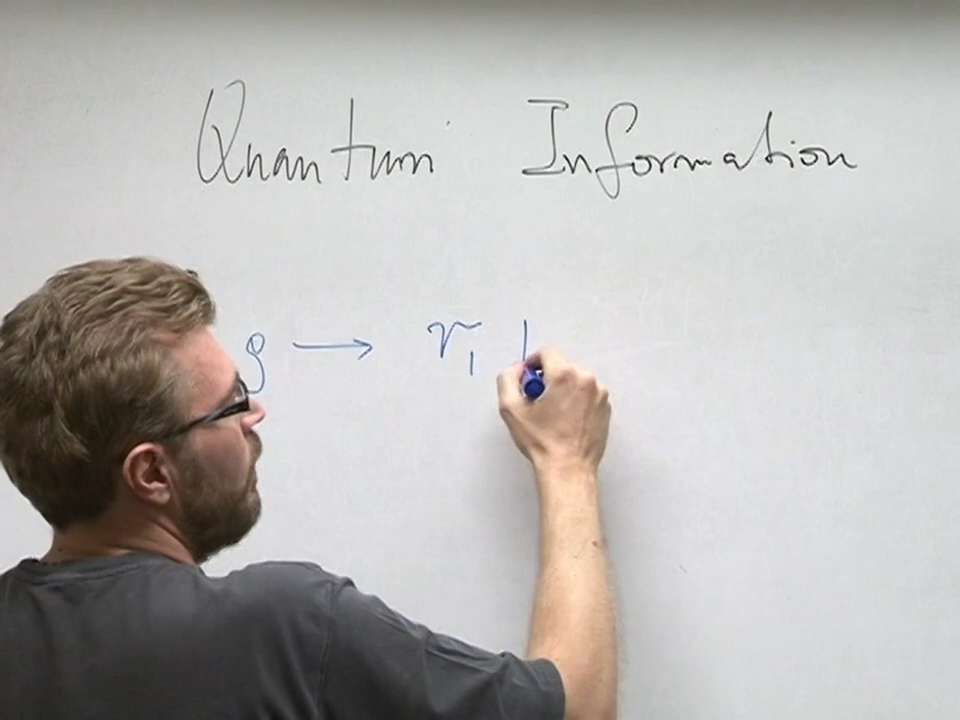 Quantum Information
ρ → r₁ |